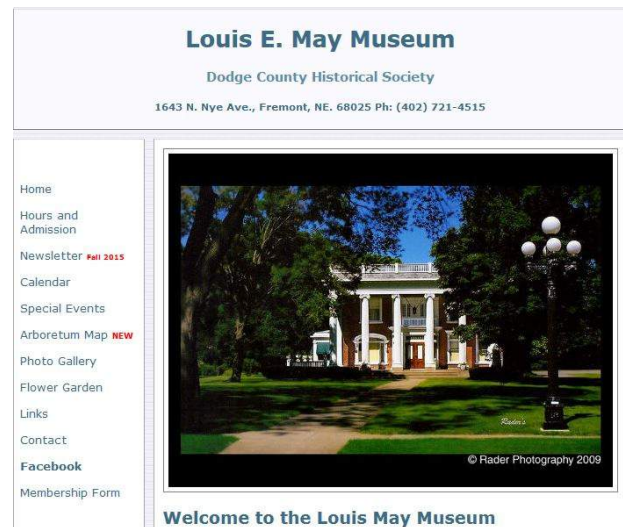 Louis E. May Museum
Dodge County Historical Society
1643 N. Nye Ave., Fremont, NE. 68025 Ph: (402) 721-4515
Home
Hours and
Admission
Newsletter Fall 2015
Calendar
Special Events
Arboretum Map NEW
Photo Gallery
Flower Garden
Links
Contact
Facebook
Membership Form
Rader's
© Rader Photography 2009
Welcome to the Louis May Museum